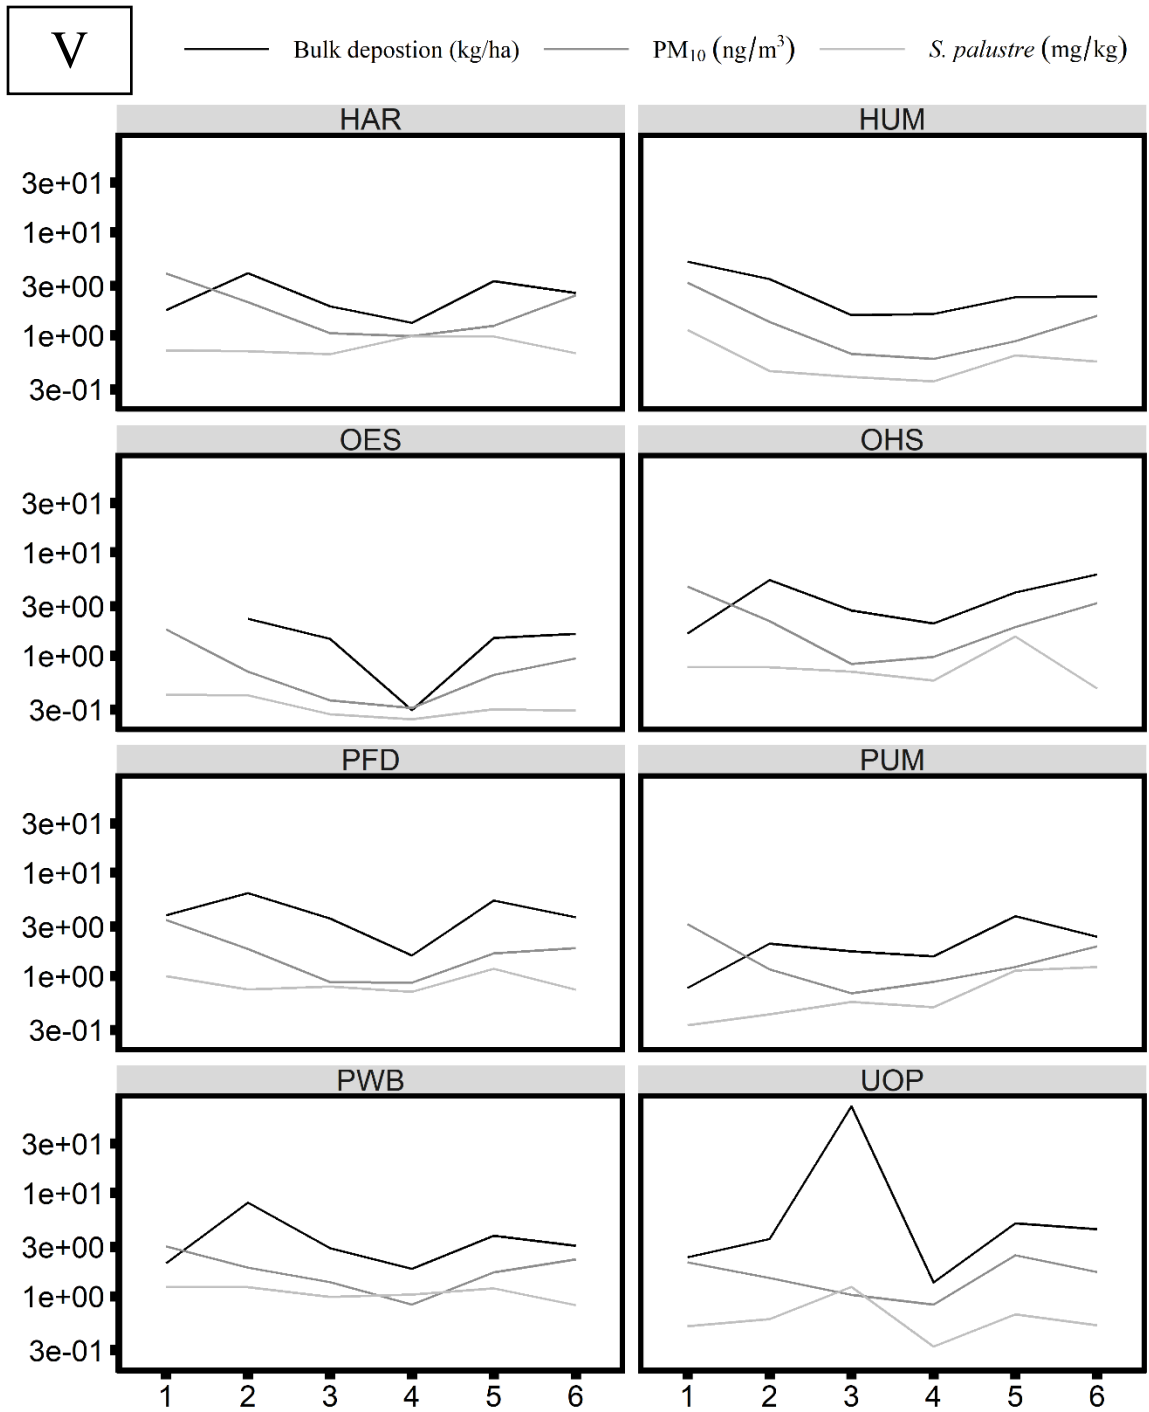 V
Bulk depostion (kg/ha)
PM₁₀ (ng/m³)
S. palustre (mg/kg)
HAR
HUM
3e+01
1e+01
3e+00
1e+00
3e-01
OES
OHS
3e+01
1e+01
3e+00
1e+00
3e-01
PFD
PUM
3e+01
1e+01
3e+00
1e+00
3e-01
PWB
UOP
3e+01
1e+01
3e+00
1e+00
3e-01
1 2 3 4 5 6
1 2 3 4 5 6